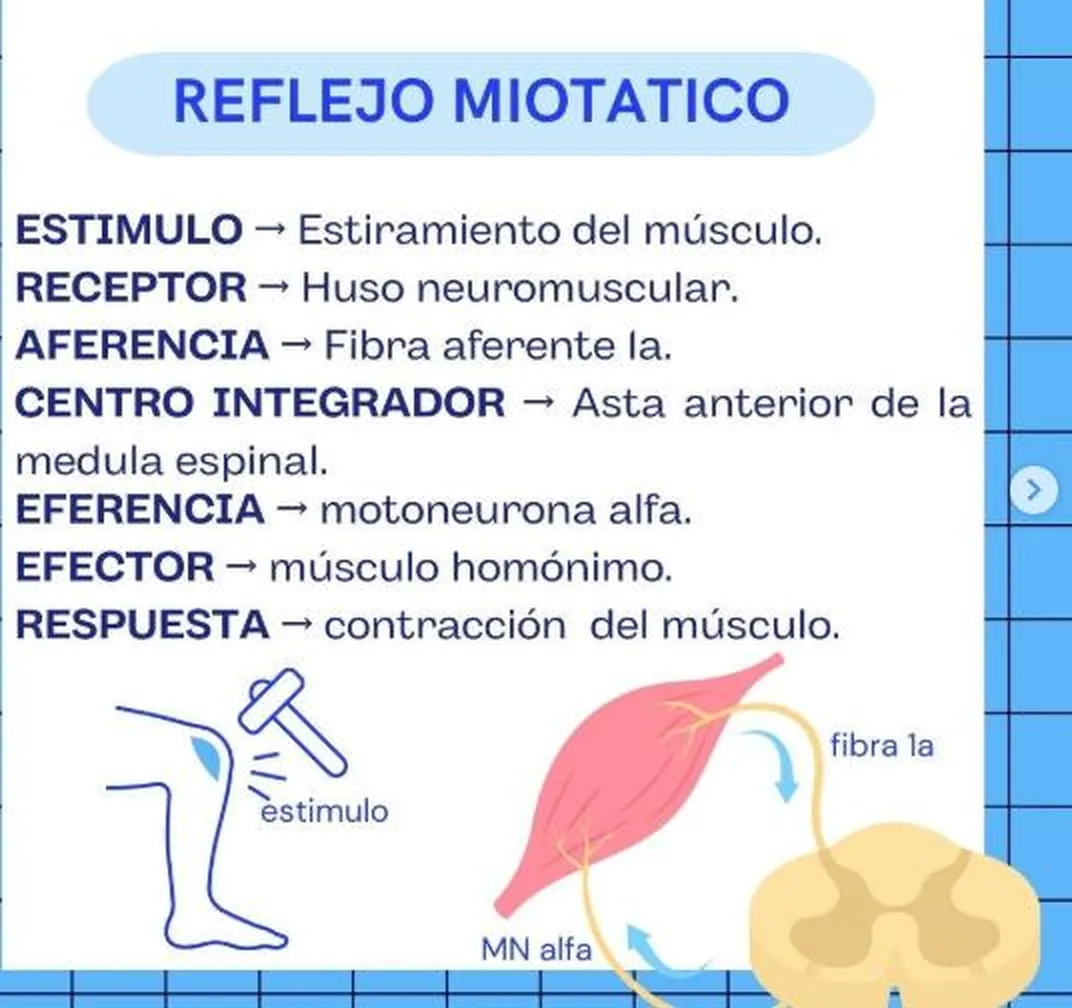 REFLEJO MIOTATICO
ESTIMULO → Estiramiento del músculo.
RECEPTOR → Huso neuromuscular.
AFERENCIA → Fibra aferente Ia.
CENTRO INTEGRADOR → Asta anterior de la
medula espinal.
EFERENCIA → motoneurona alfa.
EFECTOR → músculo homónimo.
RESPUESTA → contracción del músculo.
fibra 1a
estimulo
MN alfa